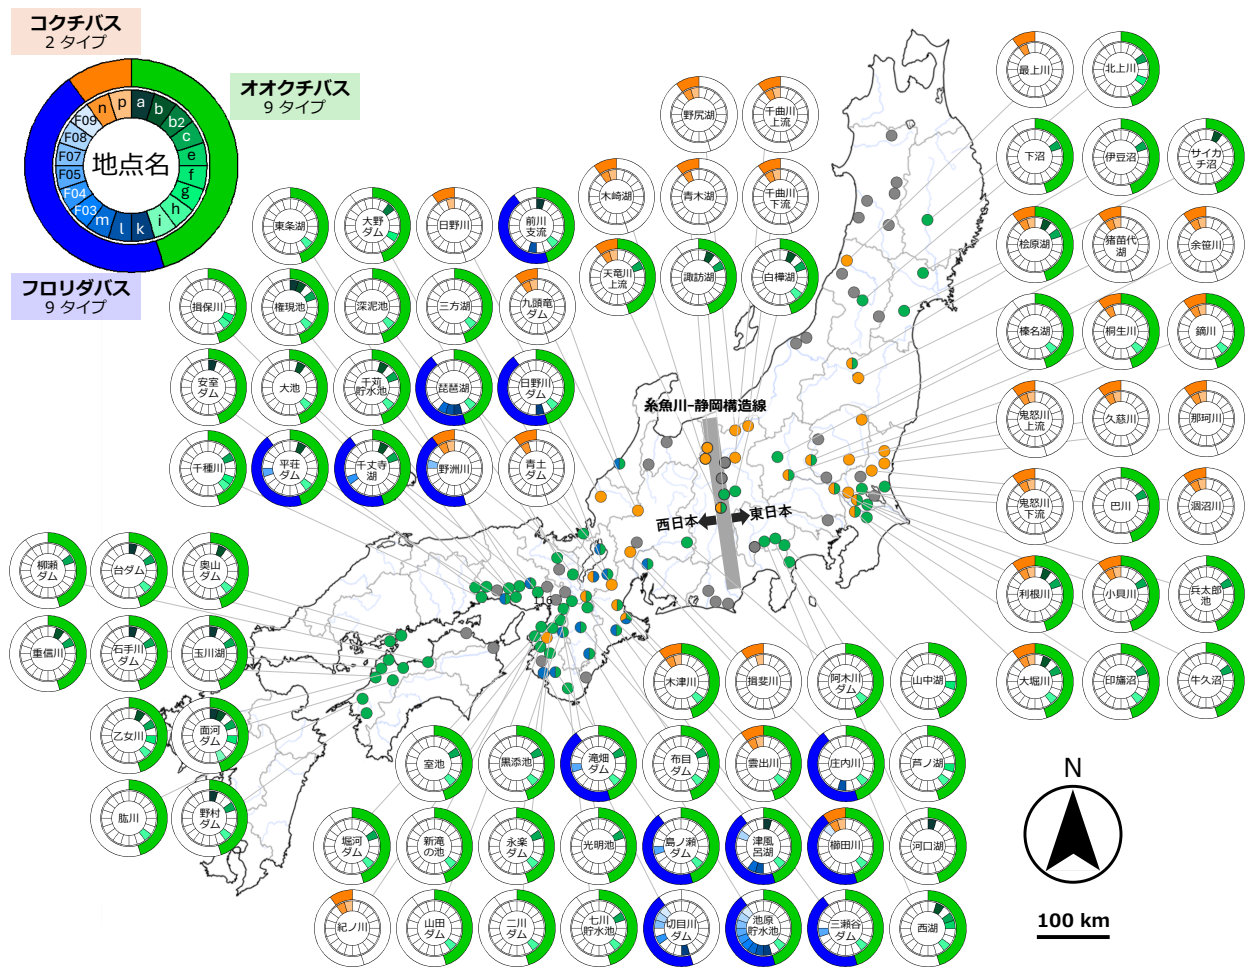 コクチバス
2 タイプ
オオクチバス
9 タイプ
フロリダバス
9 タイプ
地点名
a
b
b2
c
e
f
g
h
i
k
l
m
F03
F04
F05
F07
F08
F09
n
p
最上川
北上川
野尻湖
千曲川
上流
下沼
伊豆沼
サイカ
チ沼
木崎湖
青木湖
千曲川
下流
東条湖
大野
ダム
日野川
前川
支流
桧原湖
猪苗代
湖
余笹川
天竜川
上流
諏訪湖
白樺湖
揖保川
権現池
深泥池
三方湖
九頭竜
ダム
榛名湖
桐生川
鏑川
安室
ダム
大池
千苅
貯水池
琵琶湖
日野川
ダム
糸魚川–静岡構造線
鬼怒川
上流
久慈川
那珂川
千種川
平荘
ダム
千丈寺
湖
野洲川
青土
ダム
鬼怒川
下流
巴川
涸沼川
西日本
東日本
柳瀬
ダム
台ダム
奥山
ダム
116
利根川
小貝川
兵太郎
池
重信川
石手川
ダム
玉川湖
木津川
揖斐川
阿木川
ダム
山中湖
大堀川
印旛沼
牛久沼
乙女川
面河
ダム
室池
黒添池
滝畑
ダム
布目
ダム
雲出川
庄内川
芦ノ湖
N
肱川
野村
ダム
堀河
ダム
新滝
の池
永楽
ダム
光明池
島ノ瀬
ダム
津風
呂湖
櫛田川
河口湖
紀ノ川
山田
ダム
二川
ダム
七川
貯水池
切目川
ダム
池原
貯水池
三瀬谷
ダム
西湖
100 km